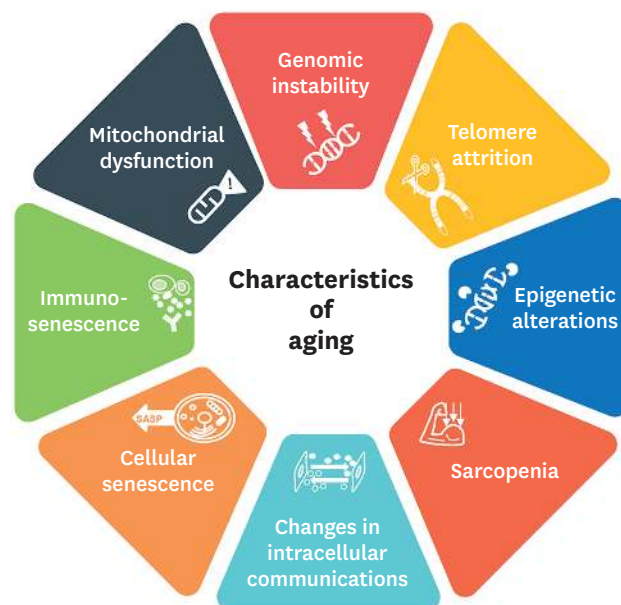 Genomic
instability
Telomere
attrition
Epigenetic
alterations
Sarcopenia
Changes in
intracellular
communications
Cellular
senescence
SASP
Immuno-
senescence
Mitochondrial
dysfunction
!
Characteristics
of
aging